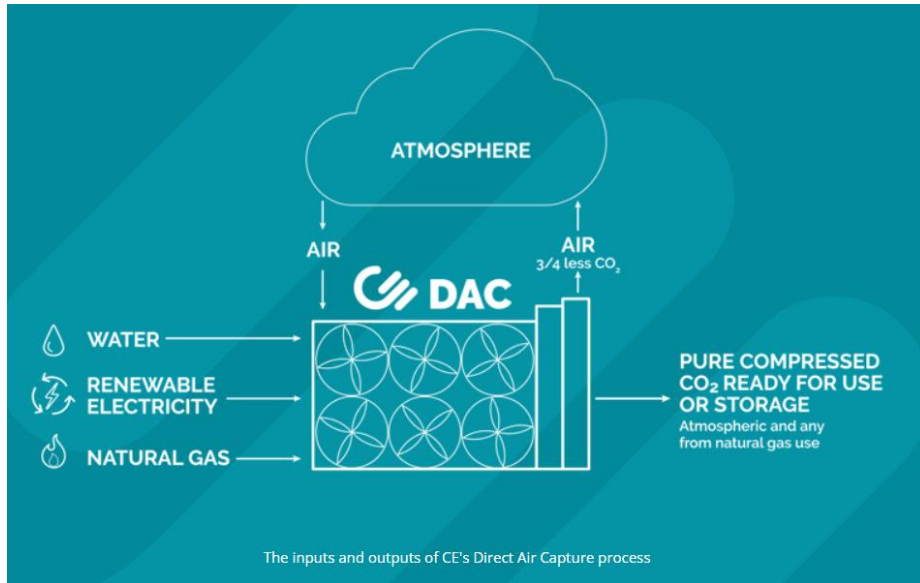 ATMOSPHERE
AIR
AIR
3/4 less CO₂
DAC
WATER
RENEWABLE
ELECTRICITY
NATURAL GAS
PURE COMPRESSED
CO₂ READY FOR USE
OR STORAGE
Atmospheric and any
from natural gas use
The inputs and outputs of CE's Direct Air Capture process